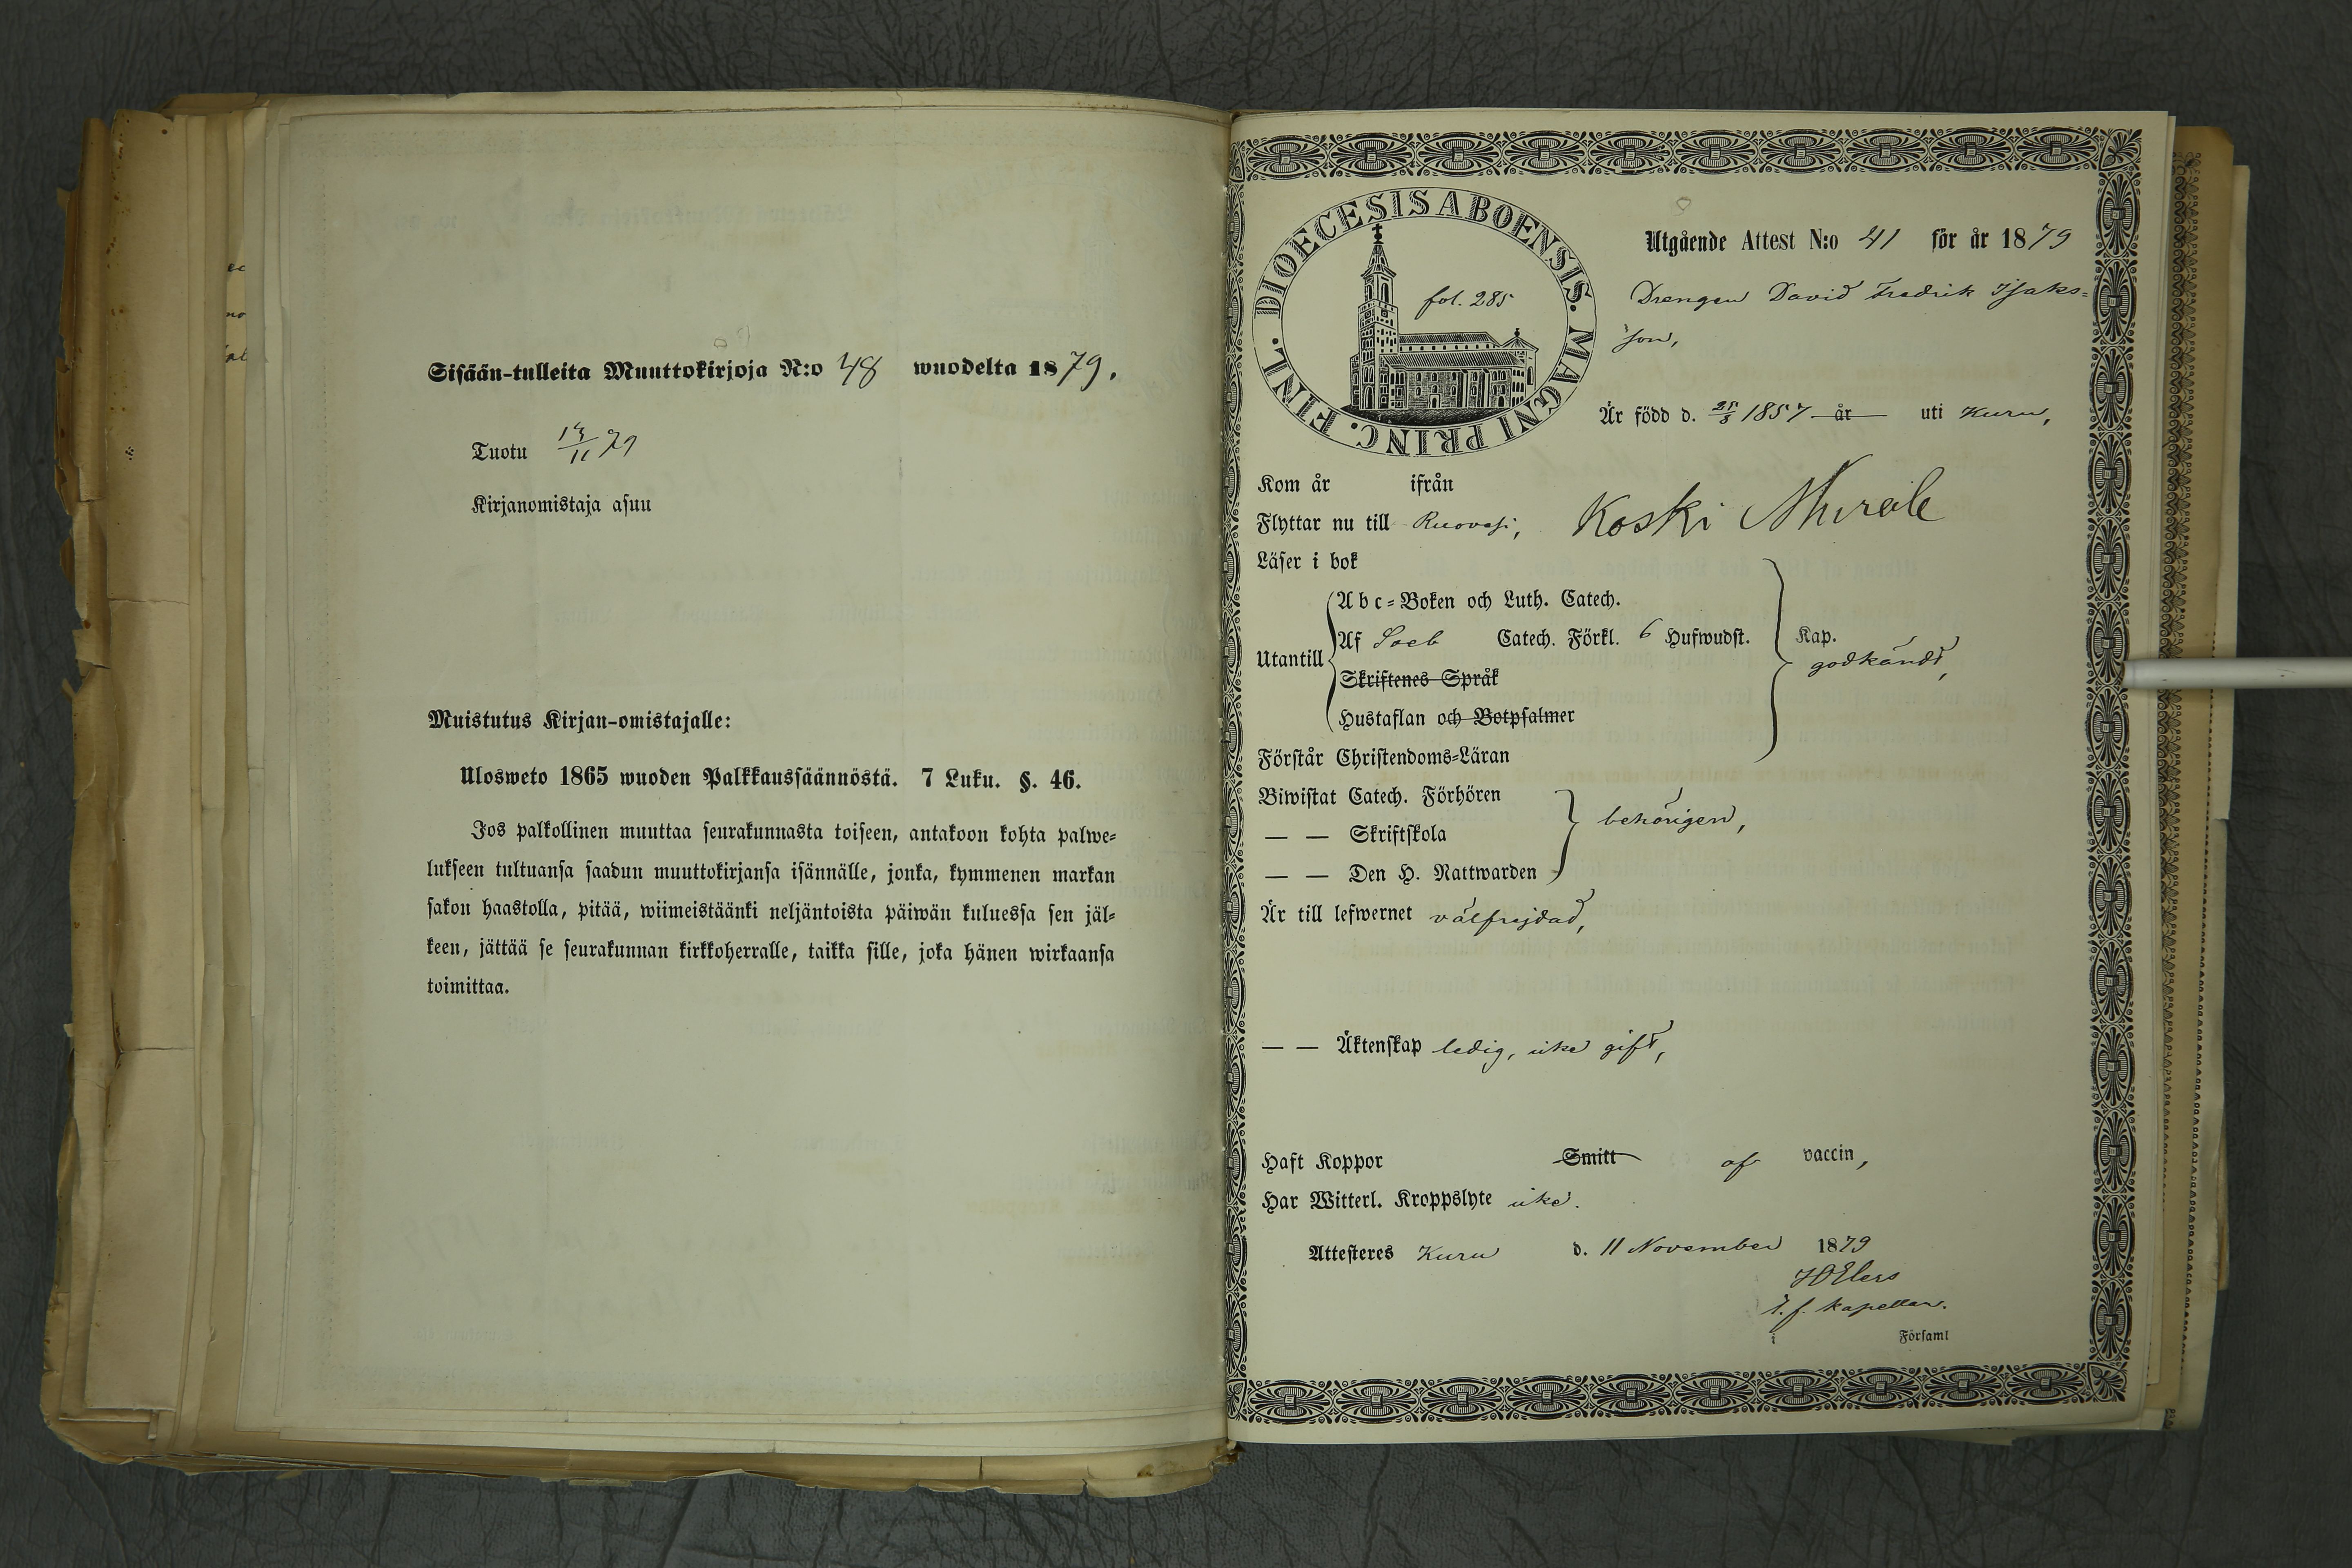 Sisään-tulleita Muuttokirjoja N:o 48 wuodelta 1879.
Tuotu 13/11 79
Kirjanomistaja asuu
Muistutus Kirjan-omistajalle:
Ulosweto 1865 wuoden Palkkaussäännöstä. 7 Luku. §. 46.
Jos palkollinen muuttaa seurakunnasta toiseen, antakoon kohta palwe-
lukseen tultuansa saadun muuttokirjansa isännälle, jonka, kymmenen markan
sakon haastolla, pitää, wiimeistäänki neljäntoista päiwän kuluessa sen jäl-
keen, jättää se seurakunnan kirkkoherralle, taikka sille, joka hänen wirkaansa
toimittaa.
DIOECESIS ABOENSIS. MAGNI PRINC. FINL.
fol. 285
Utgående Attest N:o 41 för år 1879
Drengen David Fredrik Isaks-
son,
Är född d. 25/8 1857 år uti Kuru,
Kom år ifrån
Flyttar nu till Ruovesi, Koski
Läser i bok
Utantill
Abc-Boken och Luth. Catech.
Af Sveb Catech. Förkl. 6 Hufwudst.
Skriftenes Språk
Hustaflan och Botpsalmer
Kap.
godkändt,
Förstår Christendoms-Läran
Biwistat Catech. Förhören
— — Skriftskola
— — Den H. Nattwarden
behörigen,
Är till lefwernet välfrejdad,
— — Äktenskap ledig, icke gift,
Haft Koppor Smitt af vaccin,
Har Witterl. Kroppslyte icke.
Attesteres Kuru d. 11 November 1879
Elers
T. f. Kapellan.
i Församl